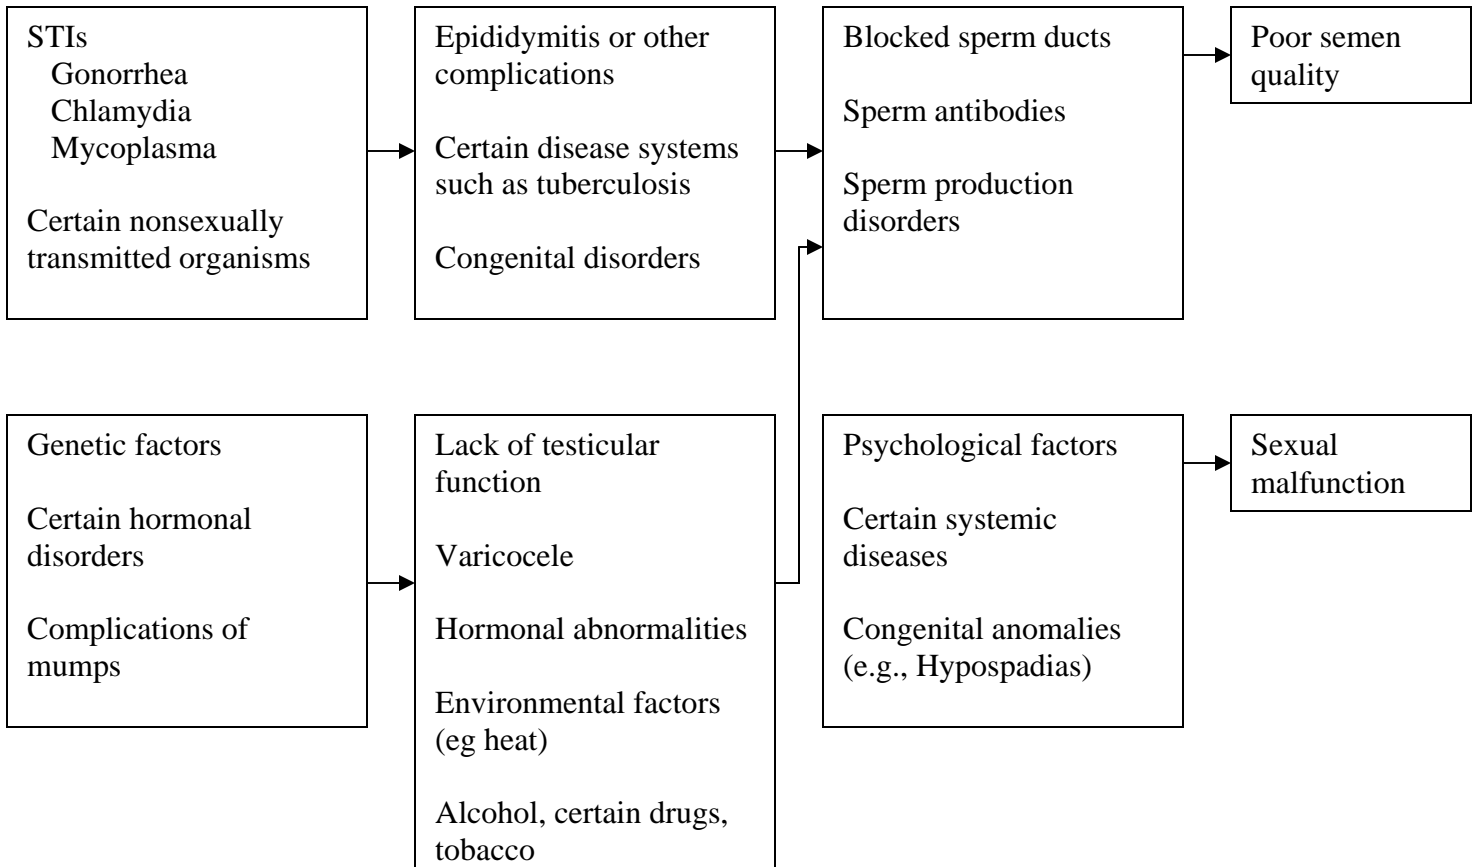 STIs
Gonorrhea
Chlamydia
Mycoplasma
Certain nonsexually
transmitted organisms
Epididymitis or other
complications
Certain disease systems
such as tuberculosis
Congenital disorders
Blocked sperm ducts
Sperm antibodies
Sperm production
disorders
Poor semen
quality
Genetic factors
Certain hormonal
disorders
Complications of
mumps
Lack of testicular
function
Varicocele
Hormonal abnormalities
Environmental factors
(eg heat)
Alcohol, certain drugs,
tobacco
Psychological factors
Certain systemic
diseases
Congenital anomalies
(e.g., Hypospadias)
Sexual
malfunction